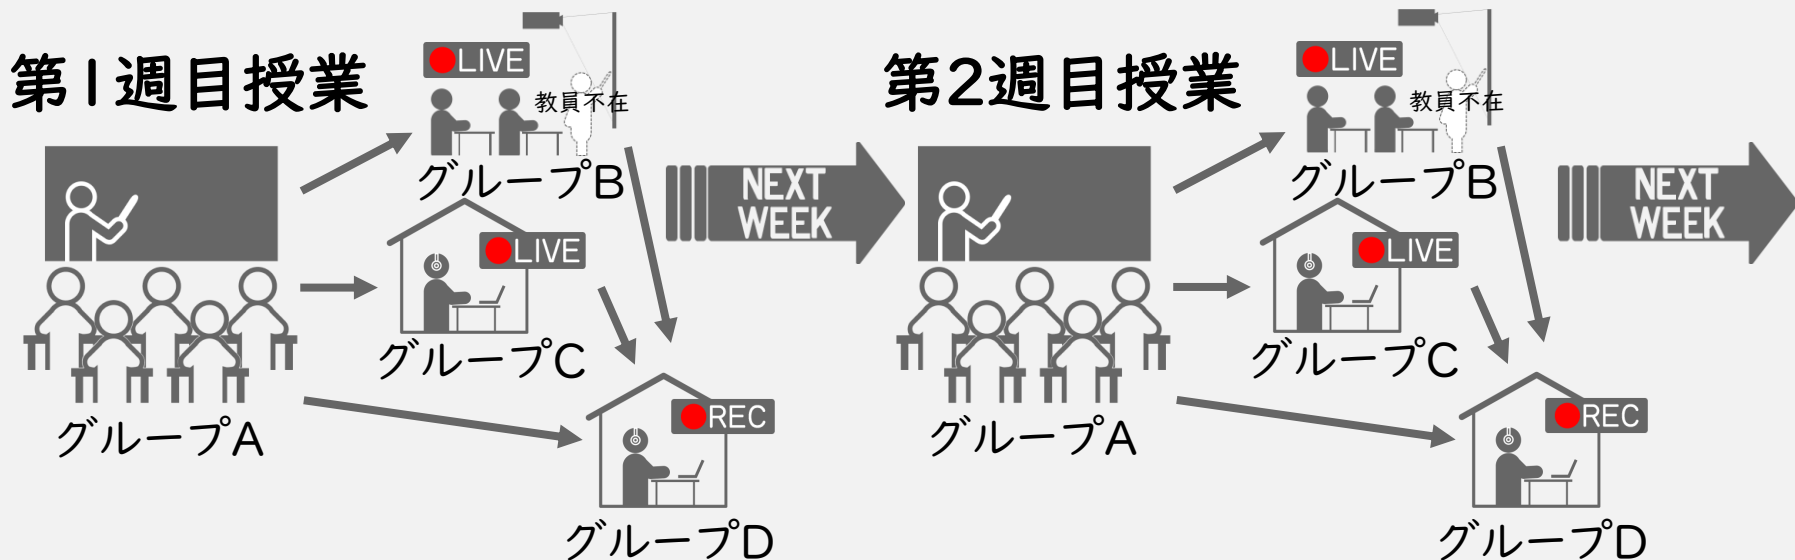 第1週目授業
LIVE
教員不在
グループB
LIVE
グループC
グループA
REC
グループD
NEXT
WEEK
第2週目授業
LIVE
教員不在
グループB
LIVE
グループC
グループA
REC
グループD
NEXT
WEEK